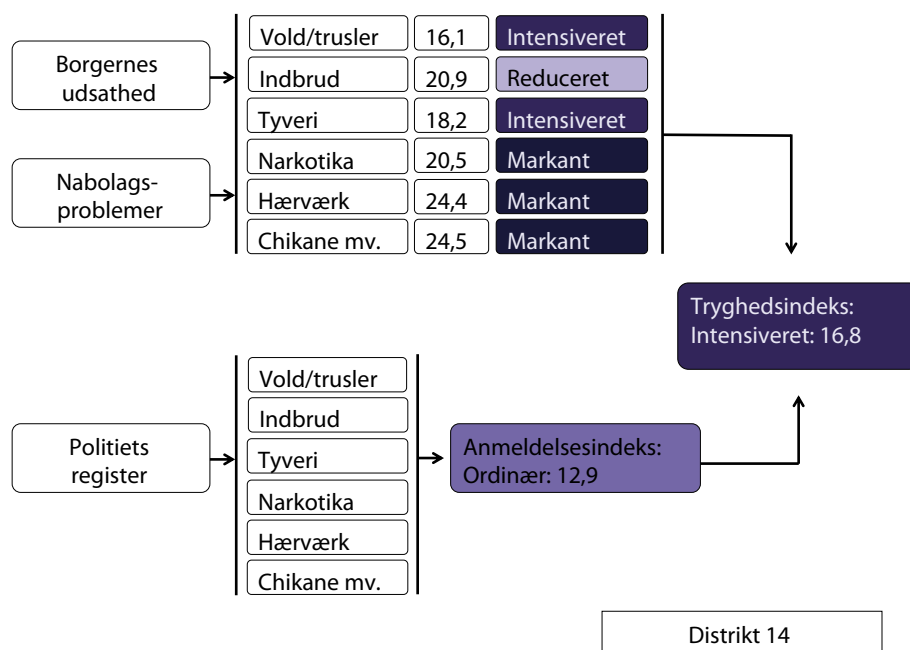 Borgernes
udsathed
Nabolags-
problemer
Vold/trusler 16,1 Intensiveret
Indbrud 20,9 Reduceret
Tyveri 18,2 Intensiveret
Narkotika 20,5 Markant
Hærværk 24,4 Markant
Chikane mv. 24,5 Markant
Tryghedsindeks:
Intensiveret: 16,8
Politiets
register
Vold/trusler
Indbrud
Tyveri
Narkotika
Hærværk
Chikane mv.
Anmeldelsesindeks:
Ordinær: 12,9
Distrikt 14